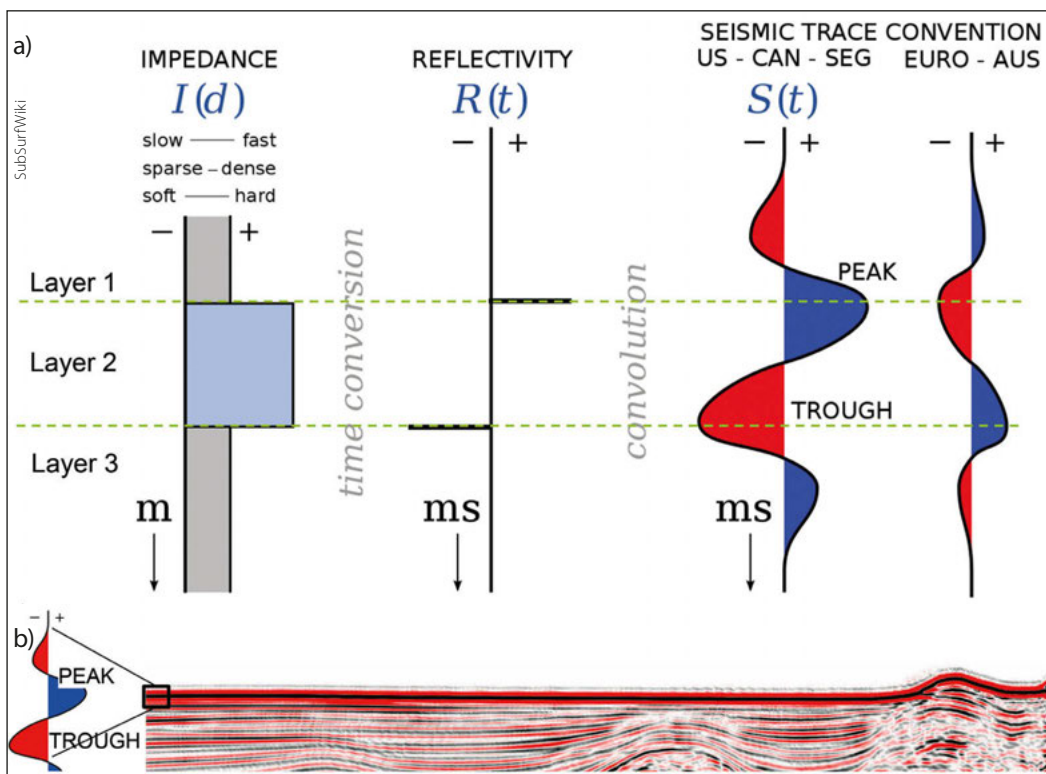 a)
SubSurfWiki
IMPEDANCE
I(d)
slow fast
sparse – dense
soft hard
– +
REFLECTIVITY
R(t)
– +
SEISMIC TRACE CONVENTION
US - CAN - SEG EURO - AUS
S(t)
– + – +
Layer 1
Layer 2
Layer 3
time conversion
convolution
PEAK
TROUGH
m
ms
ms
b)
– +
PEAK
TROUGH